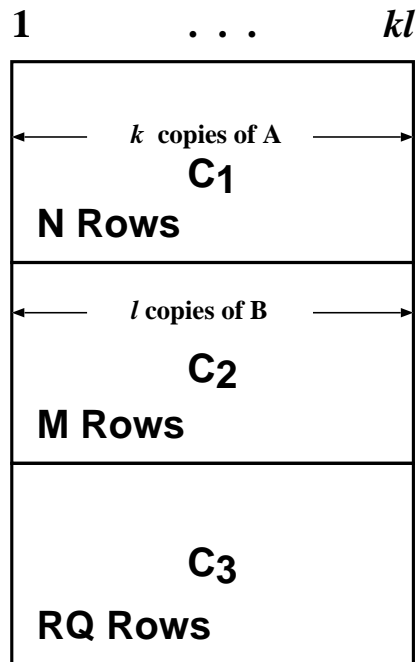 1 . . . kl
k copies of A
C1
N Rows
l copies of B
C2
M Rows
C3
RQ Rows